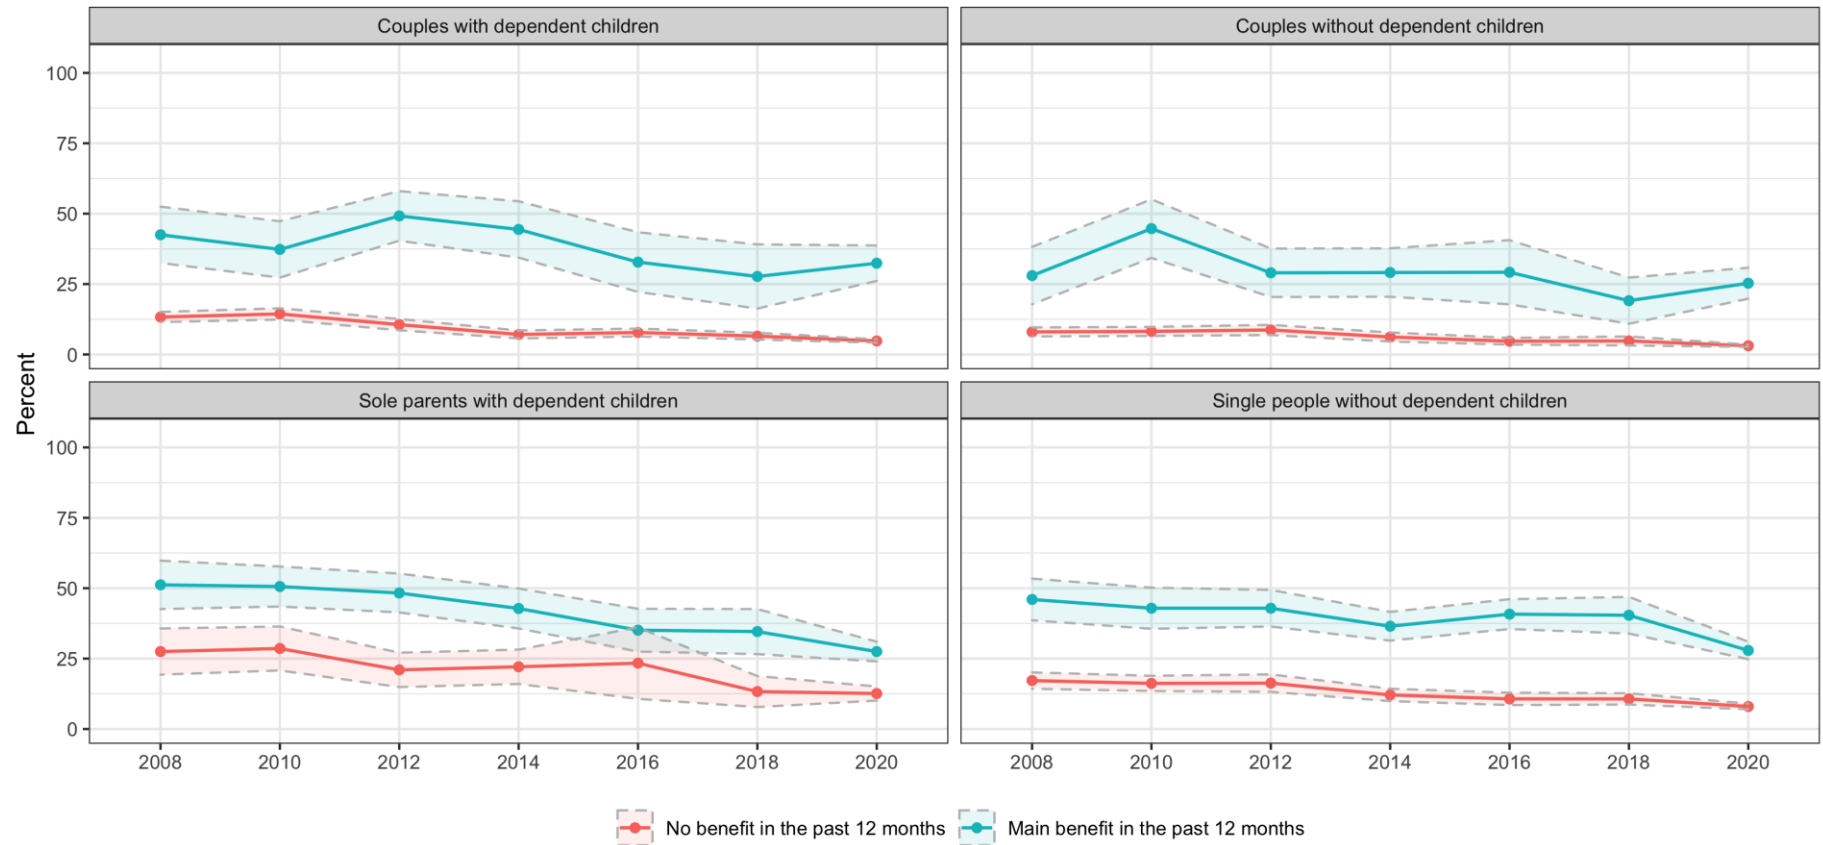 Couples with dependent children
Couples without dependent children
100
75
50
25
0
Percent
Sole parents with dependent children
Single people without dependent children
100
75
50
25
0
2008 2010 2012 2014 2016 2018 2020
2008 2010 2012 2014 2016 2018 2020
No benefit in the past 12 months
Main benefit in the past 12 months